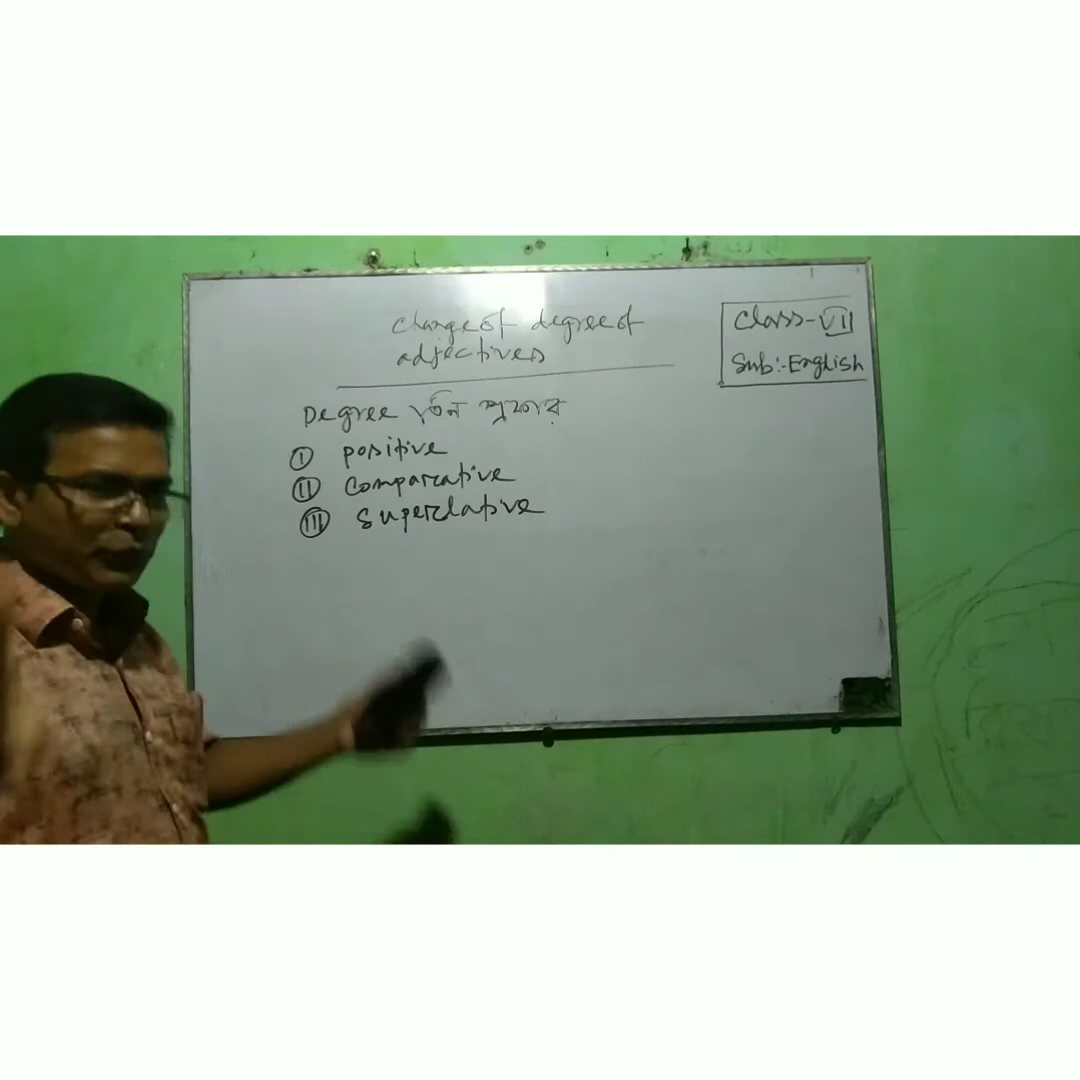 Change of degree of
adjectives
Class-VII
Sub:-English
Degree তিন প্রকার
I positive
II comparative
III superlative